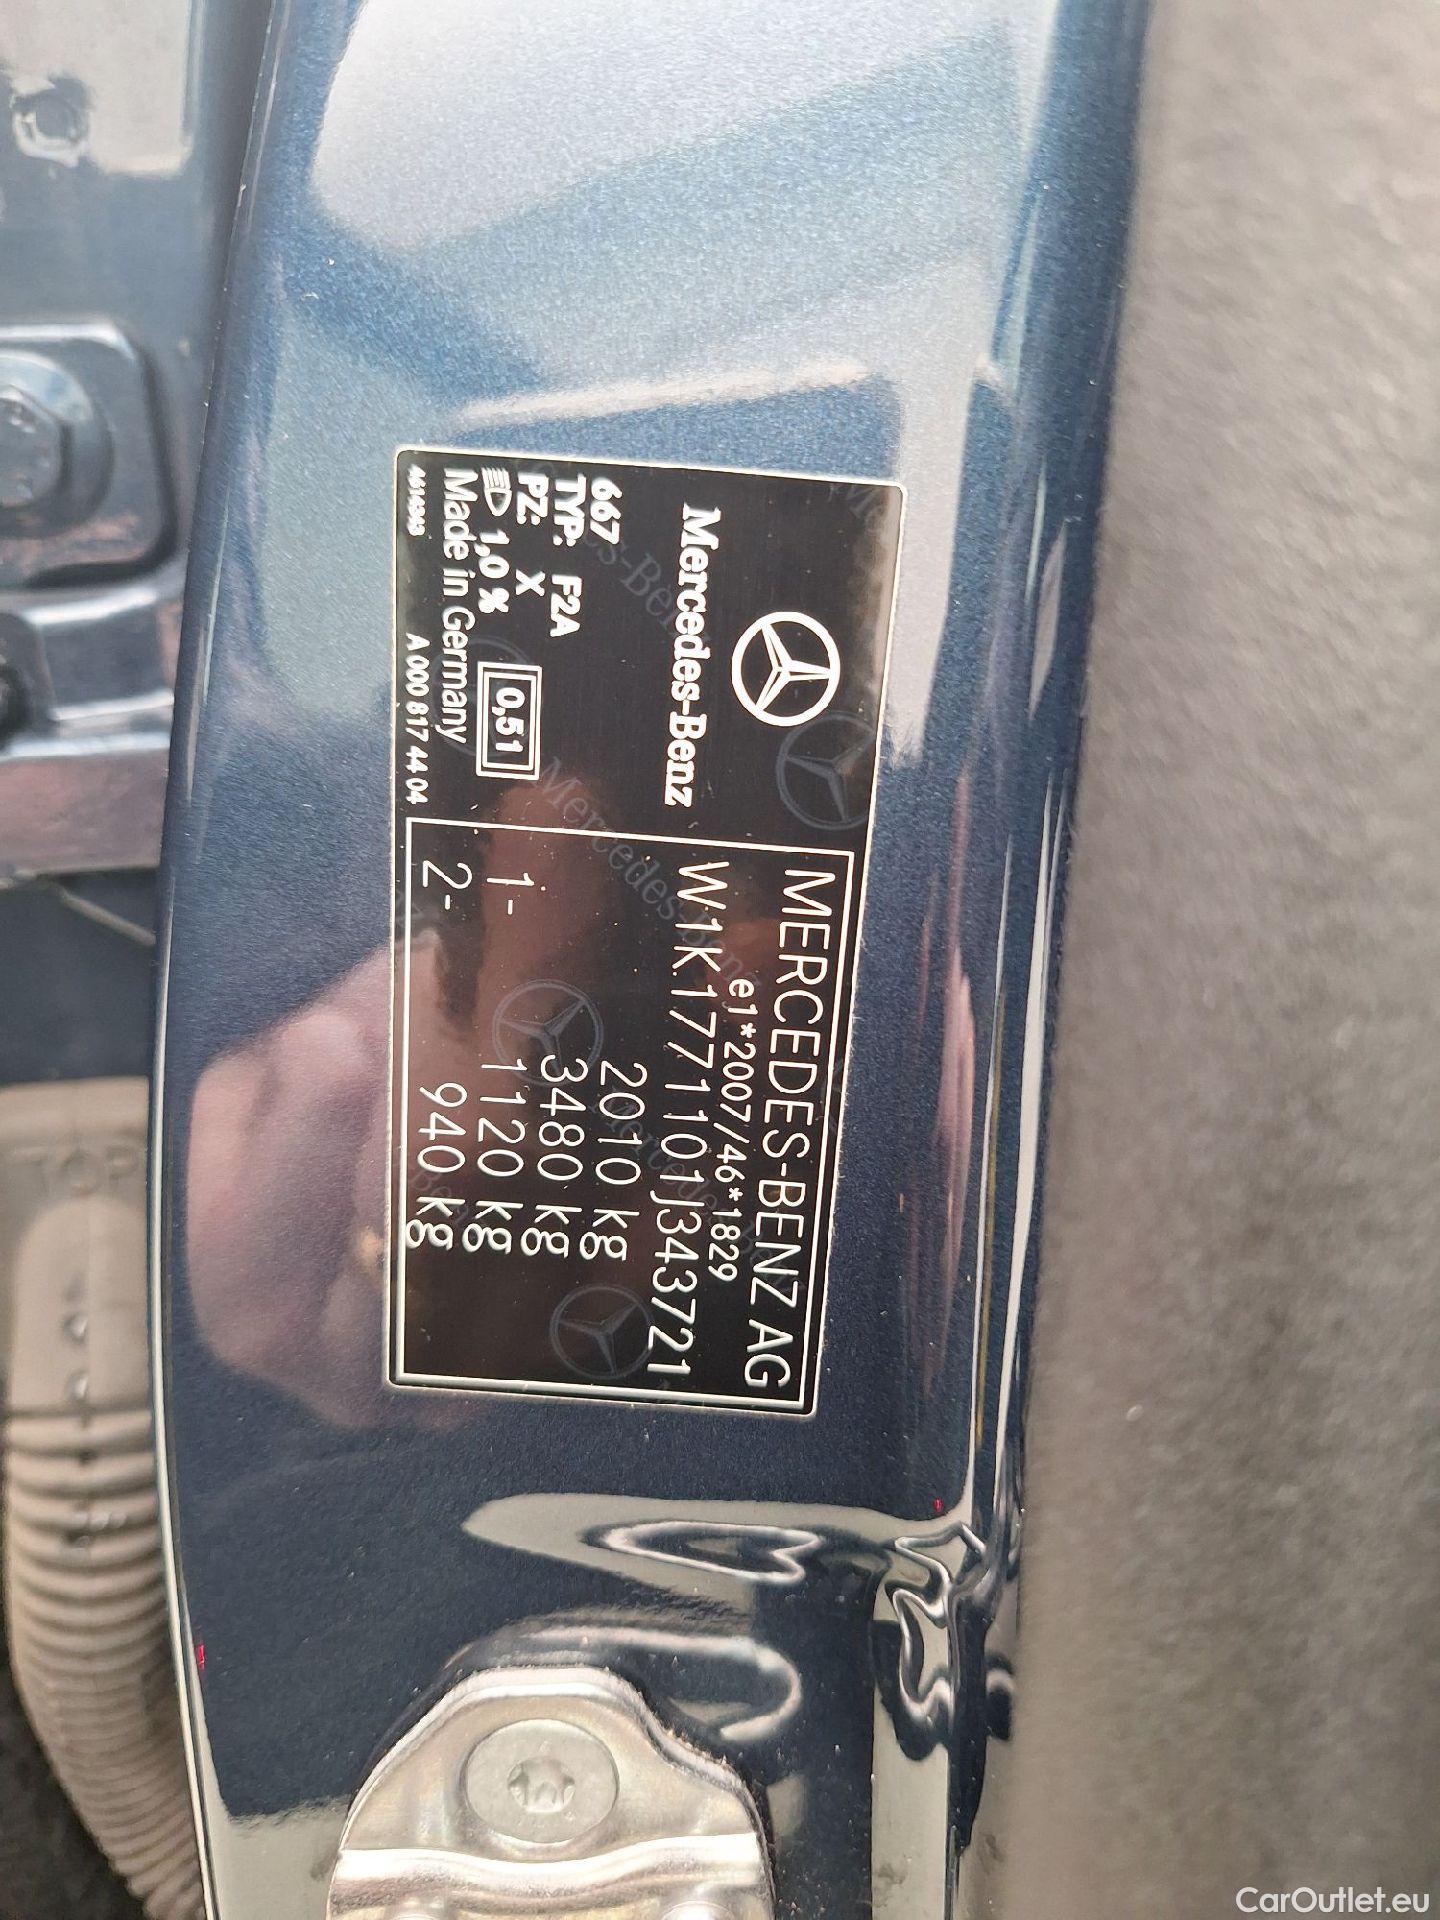 Mercedes-Benz
667
TYP: F2A
PZ: X
1,0 %
0,51
Made in Germany
A 000 817 44 04
MERCEDES-BENZ AG
e1*2007/46*1829
W1K1771101J343721
2010 kg
3480 kg
1- 1120 kg
2- 940 kg
TOP
CarOutlet.eu